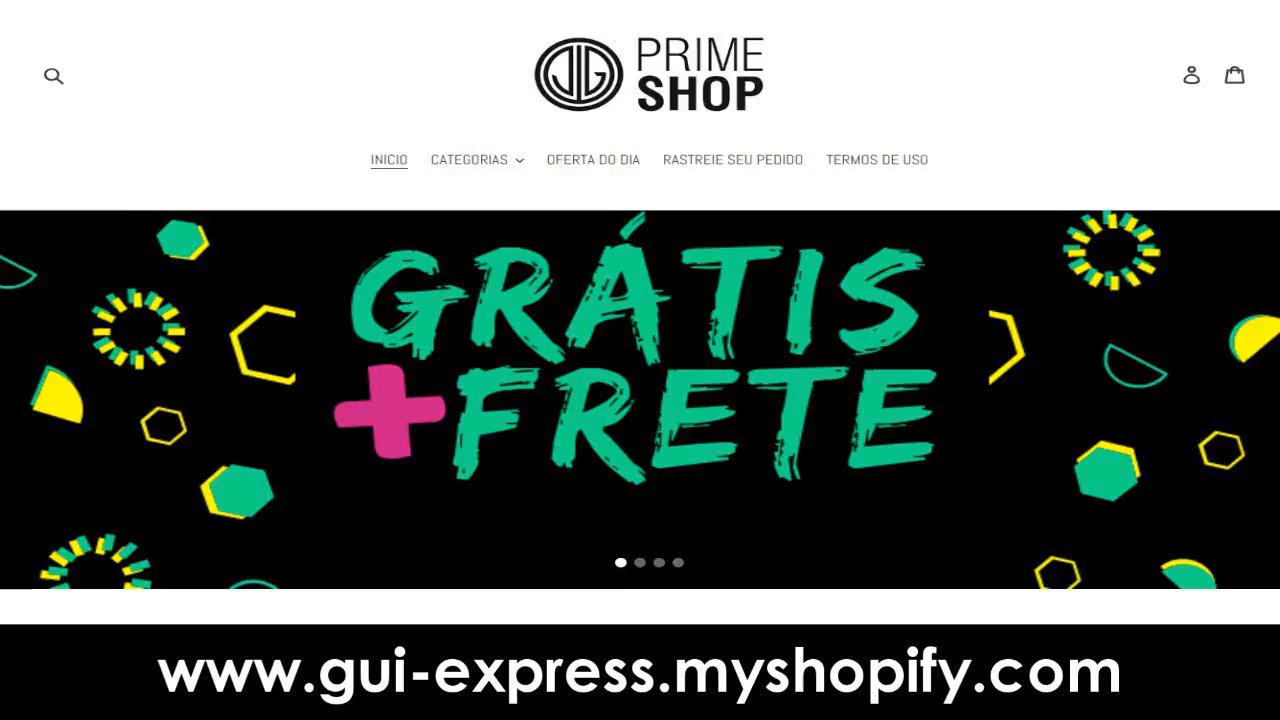 JG PRIME
SHOP
INICIO CATEGORIAS OFERTA DO DIA RASTREIE SEU PEDIDO TERMOS DE USO
GRÁTIS
+FRETE
www.gui-express.myshopify.com